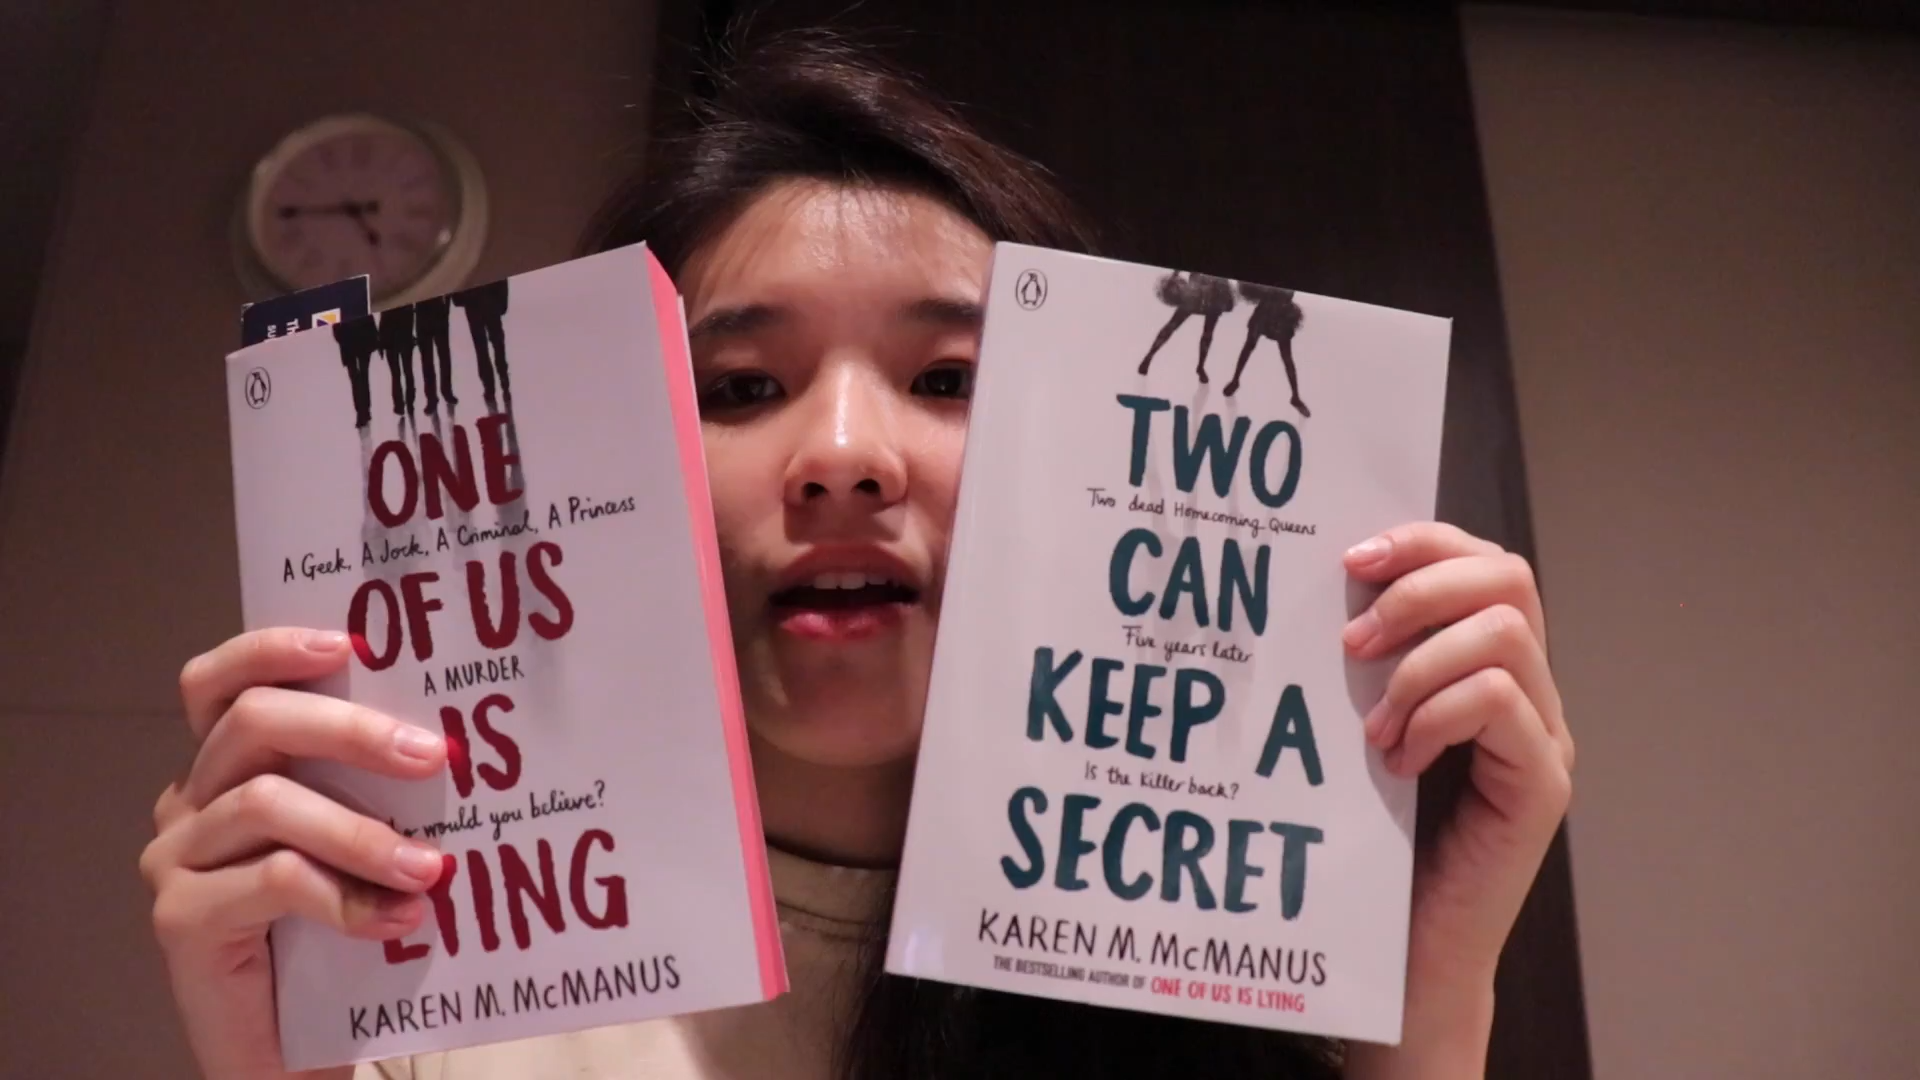 ONE
A Geek, A Jock, A Criminal, A Princess
OF US
A MURDER
IS
would you believe?
LYING
KAREN M. McMANUS
TWO
Two dead Homecoming Queens
CAN
Five years later
KEEP A
Is the killer back?
SECRET
KAREN M. McMANUS
THE BESTSELLING AUTHOR OF ONE OF US IS LYING